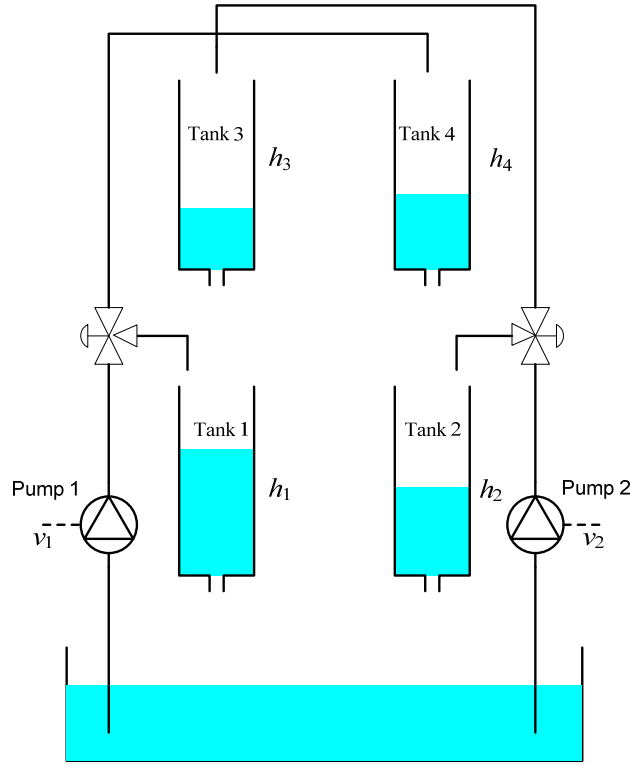 Tank 3
Tank 4
h3
h4
Tank 1
Tank 2
Pump 1
h1
h2
Pump 2
v1
v2